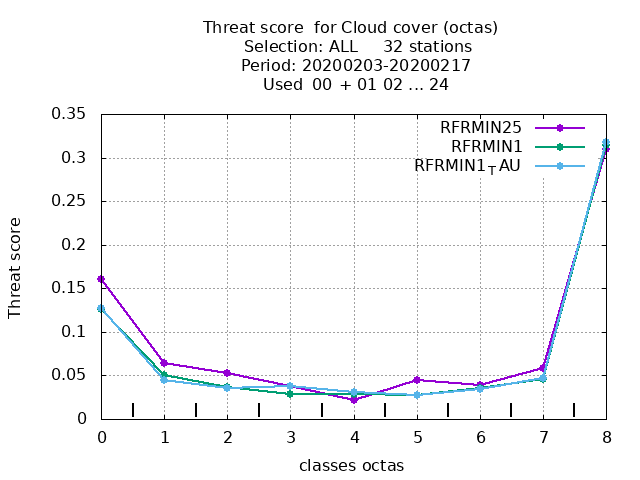 Threat score  for Cloud cover (octas)
Selection: ALL     32 stations
Period: 20200203-20200217
Used  00 + 01 02 ... 24
RFRMIN25
RFRMIN1
RFRMIN1TAU
0.35
0.3
0.25
0.2
0.15
0.1
0.05
0
Threat score
0 1 2 3 4 5 6 7 8
classes octas